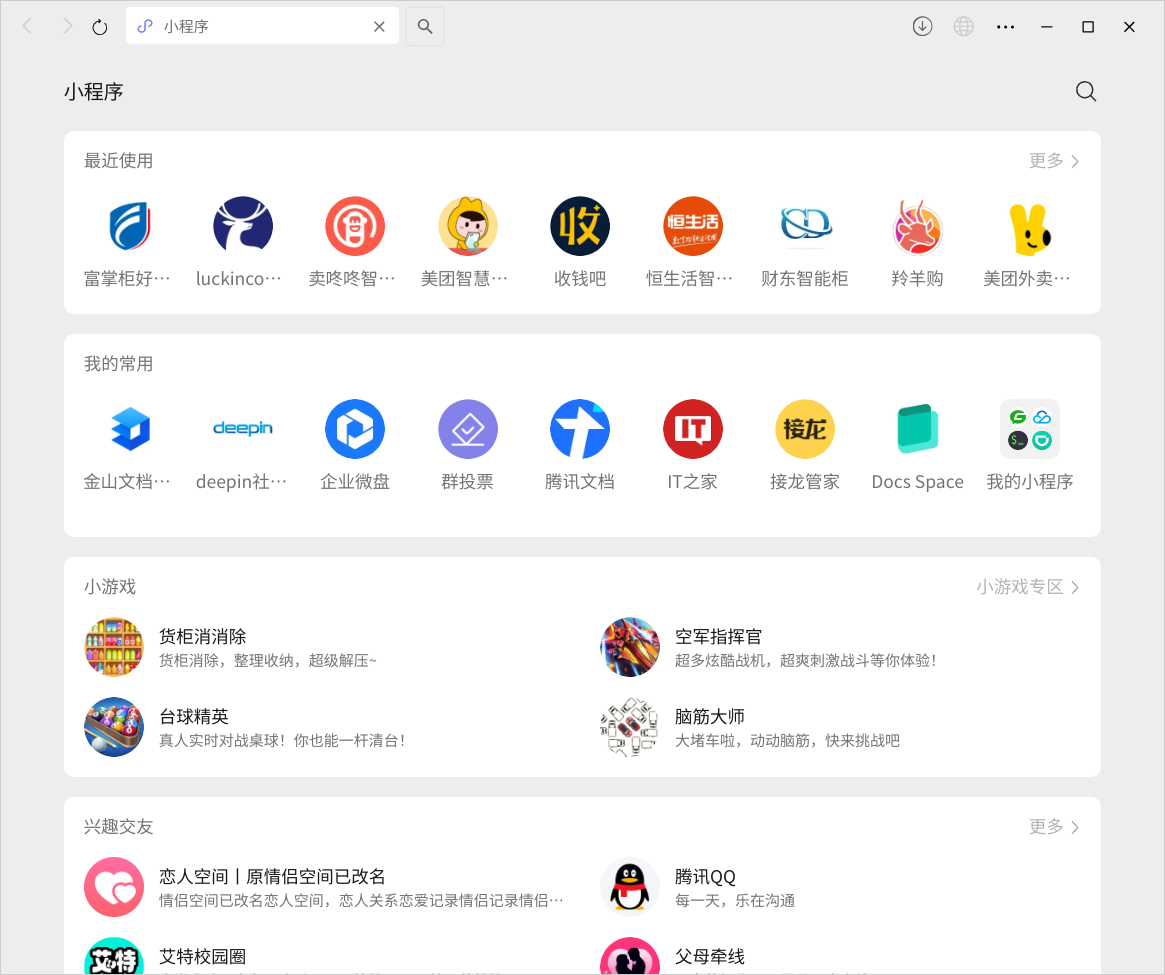 小程序
小程序
最近使用
更多
收
恒生活
富掌柜好…
luckinco…
卖咚咚智…
美团智慧…
收钱吧
恒生活智…
财东智能柜
羚羊购
美团外卖…
我的常用
deepin
IT
接龙
金山文档…
deepin社…
企业微盘
群投票
腾讯文档
IT之家
接龙管家
Docs Space
我的小程序
小游戏
小游戏专区
货柜消消除
货柜消除，整理收纳，超级解压~
空军指挥官
超多炫酷战机，超爽刺激战斗等你体验！
台球精英
真人实时对战桌球！你也能一杆清台！
脑筋大师
大堵车啦，动动脑筋，快来挑战吧
兴趣交友
更多
恋人空间丨原情侣空间已改名
情侣空间已改名恋人空间，恋人关系恋爱记录情侣记录情侣…
腾讯QQ
每一天，乐在沟通
艾特
艾特校园圈
父母牵线